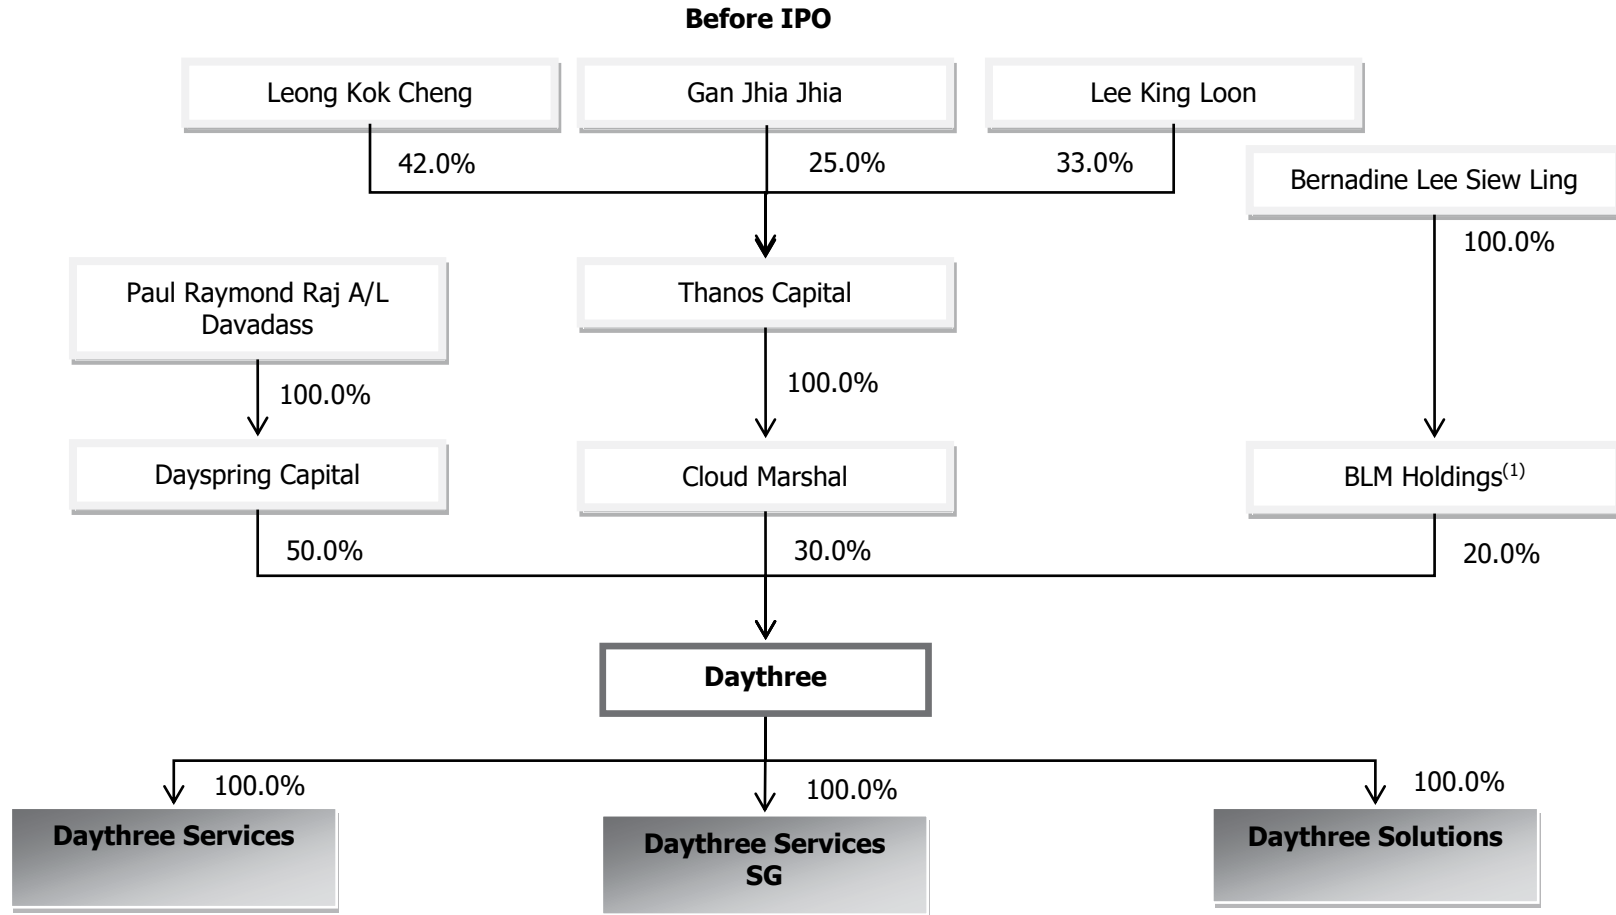 Before IPO
Leong Kok Cheng
Gan Jhia Jhia
Lee King Loon
42.0%
25.0%
33.0%
Bernadine Lee Siew Ling
100.0%
Paul Raymond Raj A/L
Davadass
Thanos Capital
100.0%
100.0%
Dayspring Capital
Cloud Marshal
BLM Holdings(1)
50.0%
30.0%
20.0%
Daythree
100.0%
100.0%
100.0%
Daythree Services
Daythree Services
SG
Daythree Solutions